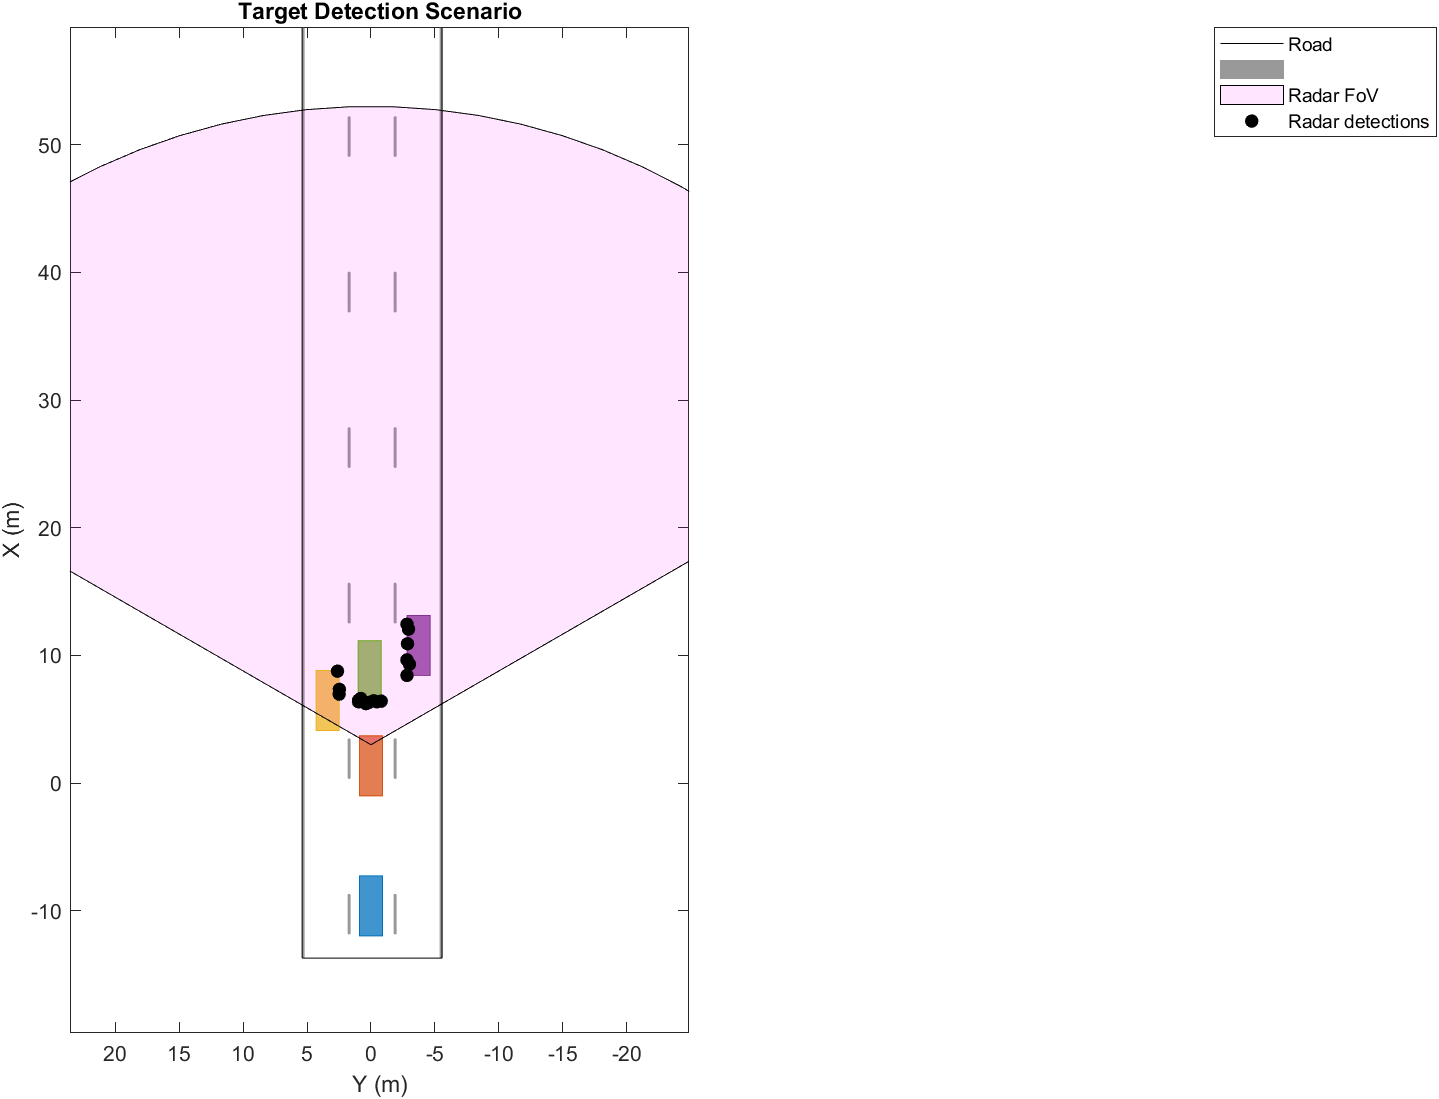 Target Detection Scenario
Road
Radar FoV
Radar detections
50
40
30
20
10
0
-10
X (m)
20 15 10 5 0 -5 -10 -15 -20
Y (m)